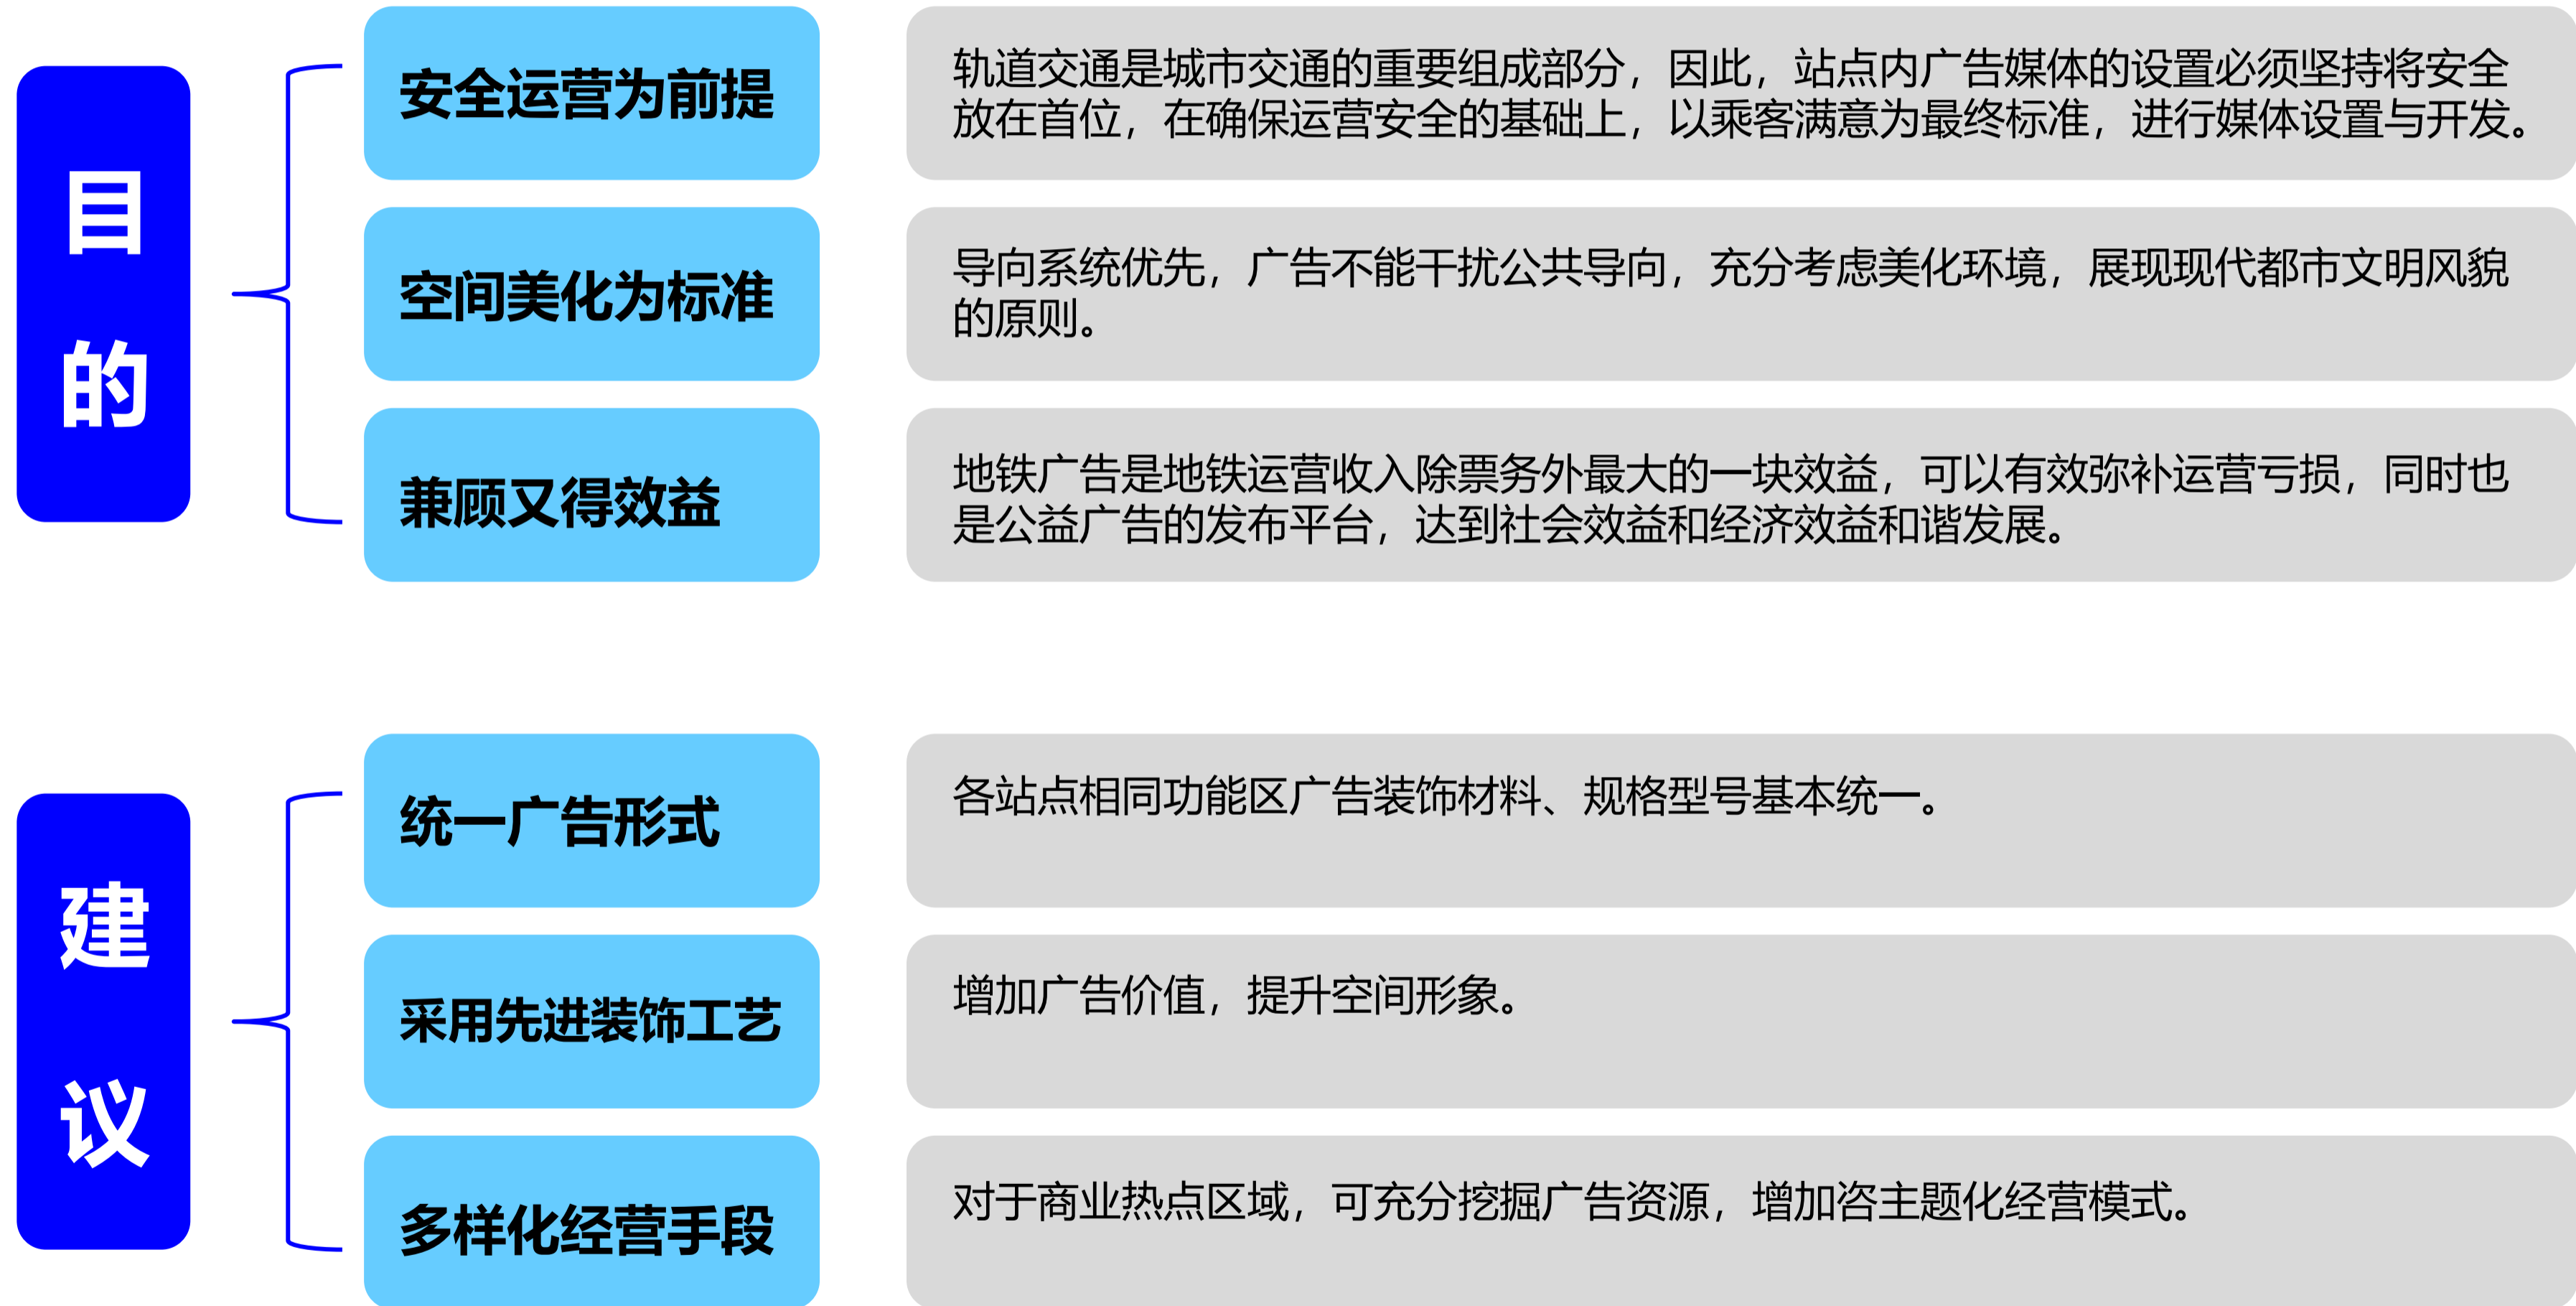 目的
安全运营为前提
轨道交通是城市交通的重要组成部分，因此，站点内广告媒体的设置必须坚持将安全
放在首位，在确保运营安全的基础上，以乘客满意为最终标准，进行媒体设置与开发。
空间美化为标准
导向系统优先，广告不能干扰公共导向，充分考虑美化环境，展现现代都市文明风貌
的原则。
兼顾又得效益
地铁广告是地铁运营收入除票务外最大的一块效益，可以有效弥补运营亏损，同时也
是公益广告的发布平台，达到社会效益和经济效益和谐发展。
建议
统一广告形式
各站点相同功能区广告装饰材料、规格型号基本统一。
采用先进装饰工艺
增加广告价值，提升空间形象。
多样化经营手段
对于商业热点区域，可充分挖掘广告资源，增加咨主题化经营模式。